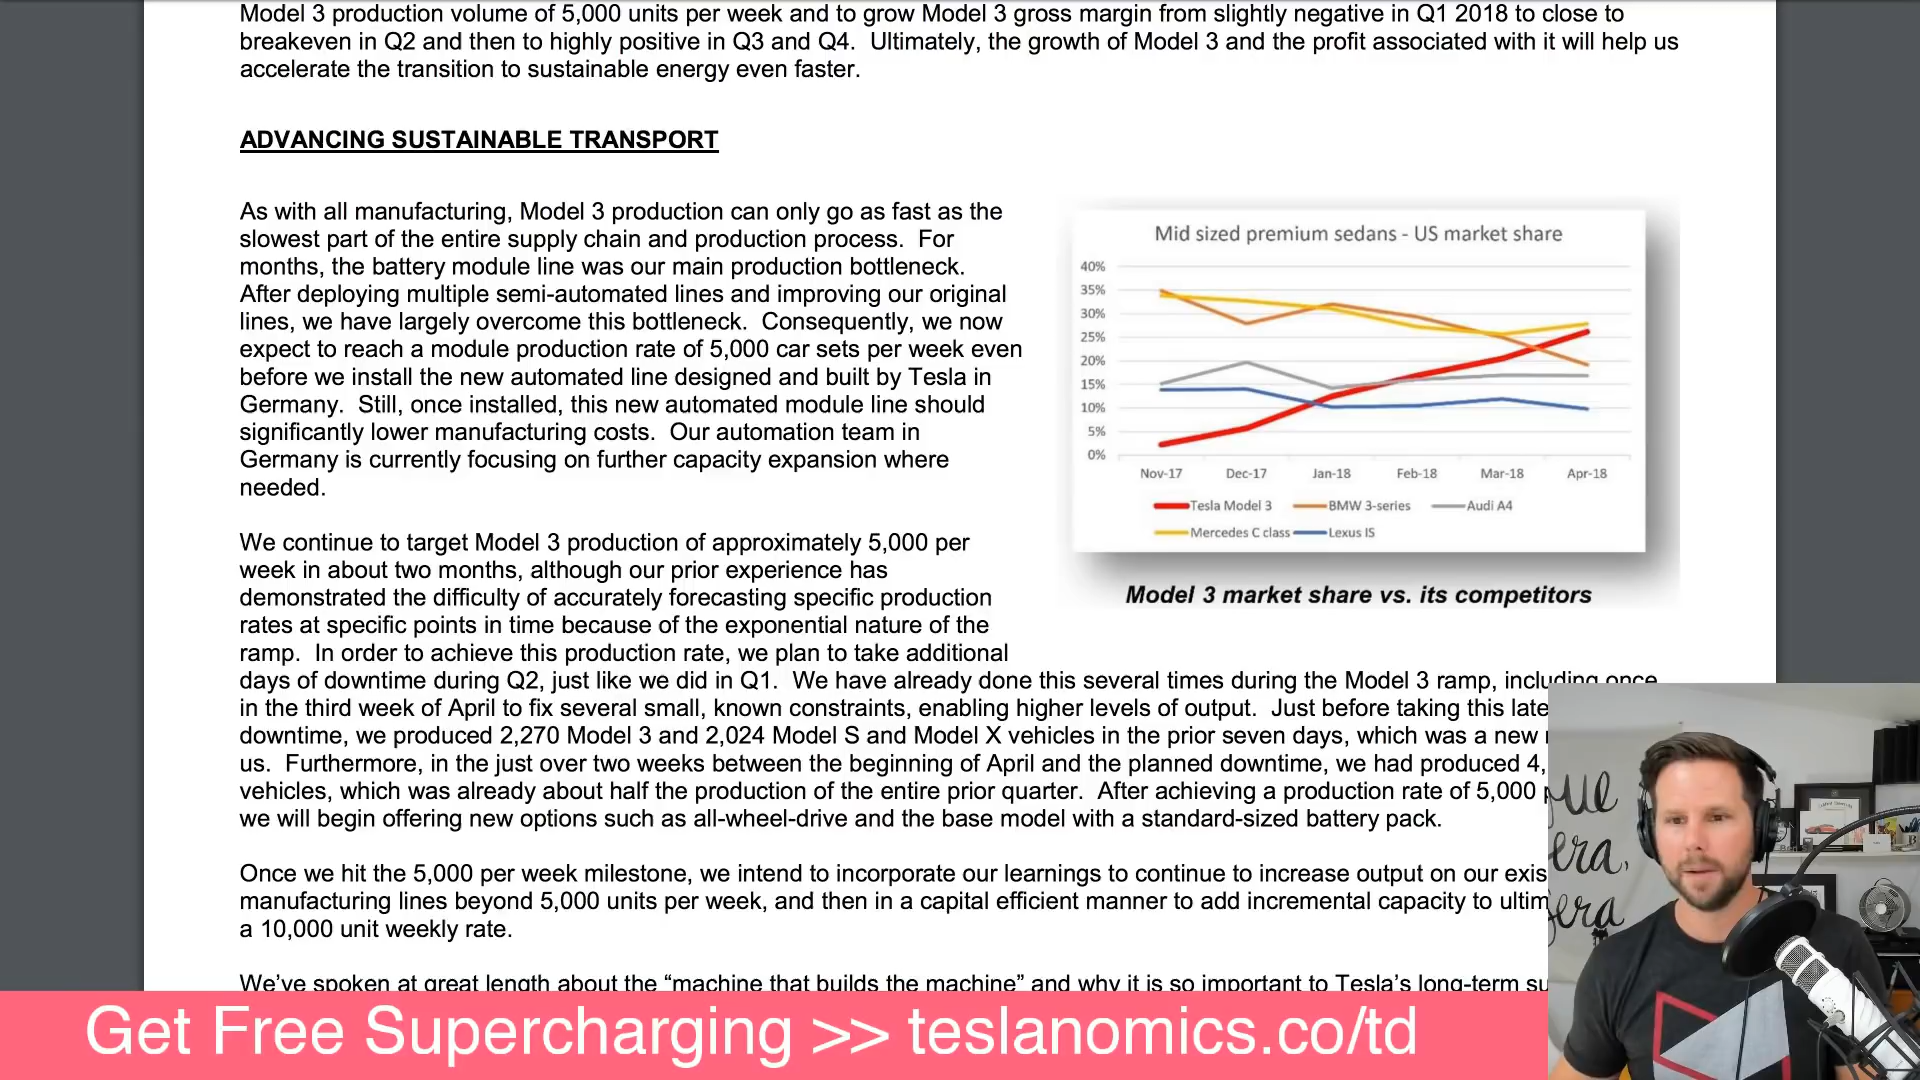 Model 3 production volume of 5,000 units per week and to grow Model 3 gross margin from slightly negative in Q1 2018 to close to
breakeven in Q2 and then to highly positive in Q3 and Q4. Ultimately, the growth of Model 3 and the profit associated with it will help us
accelerate the transition to sustainable energy even faster.
ADVANCING SUSTAINABLE TRANSPORT
As with all manufacturing, Model 3 production can only go as fast as the
slowest part of the entire supply chain and production process. For
months, the battery module line was our main production bottleneck.
After deploying multiple semi-automated lines and improving our original
lines, we have largely overcome this bottleneck. Consequently, we now
expect to reach a module production rate of 5,000 car sets per week even
before we install the new automated line designed and built by Tesla in
Germany. Still, once installed, this new automated module line should
significantly lower manufacturing costs. Our automation team in
Germany is currently focusing on further capacity expansion where
needed.
Mid sized premium sedans - US market share
40%
35%
30%
25%
20%
15%
10%
5%
0%
Nov-17 Dec-17 Jan-18 Feb-18 Mar-18 Apr-18
Tesla Model 3 BMW 3-series Audi A4
Mercedes C class Lexus IS
Model 3 market share vs. its competitors
We continue to target Model 3 production of approximately 5,000 per
week in about two months, although our prior experience has
demonstrated the difficulty of accurately forecasting specific production
rates at specific points in time because of the exponential nature of the
ramp. In order to achieve this production rate, we plan to take additional
days of downtime during Q2, just like we did in Q1. We have already done this several times during the Model 3 ramp, including once
in the third week of April to fix several small, known constraints, enabling higher levels of output. Just before taking this late
downtime, we produced 2,270 Model 3 and 2,024 Model S and Model X vehicles in the prior seven days, which was a new
us. Furthermore, in the just over two weeks between the beginning of April and the planned downtime, we had produced 4,
vehicles, which was already about half the production of the entire prior quarter. After achieving a production rate of 5,000
we will begin offering new options such as all-wheel-drive and the base model with a standard-sized battery pack.
Once we hit the 5,000 per week milestone, we intend to incorporate our learnings to continue to increase output on our exis
manufacturing lines beyond 5,000 units per week, and then in a capital efficient manner to add incremental capacity to ultim
a 10,000 unit weekly rate.
We've spoken at great length about the “machine that builds the machine” and why it is so important to Tesla's long-term su
Get Free Supercharging >> teslanomics.co/td